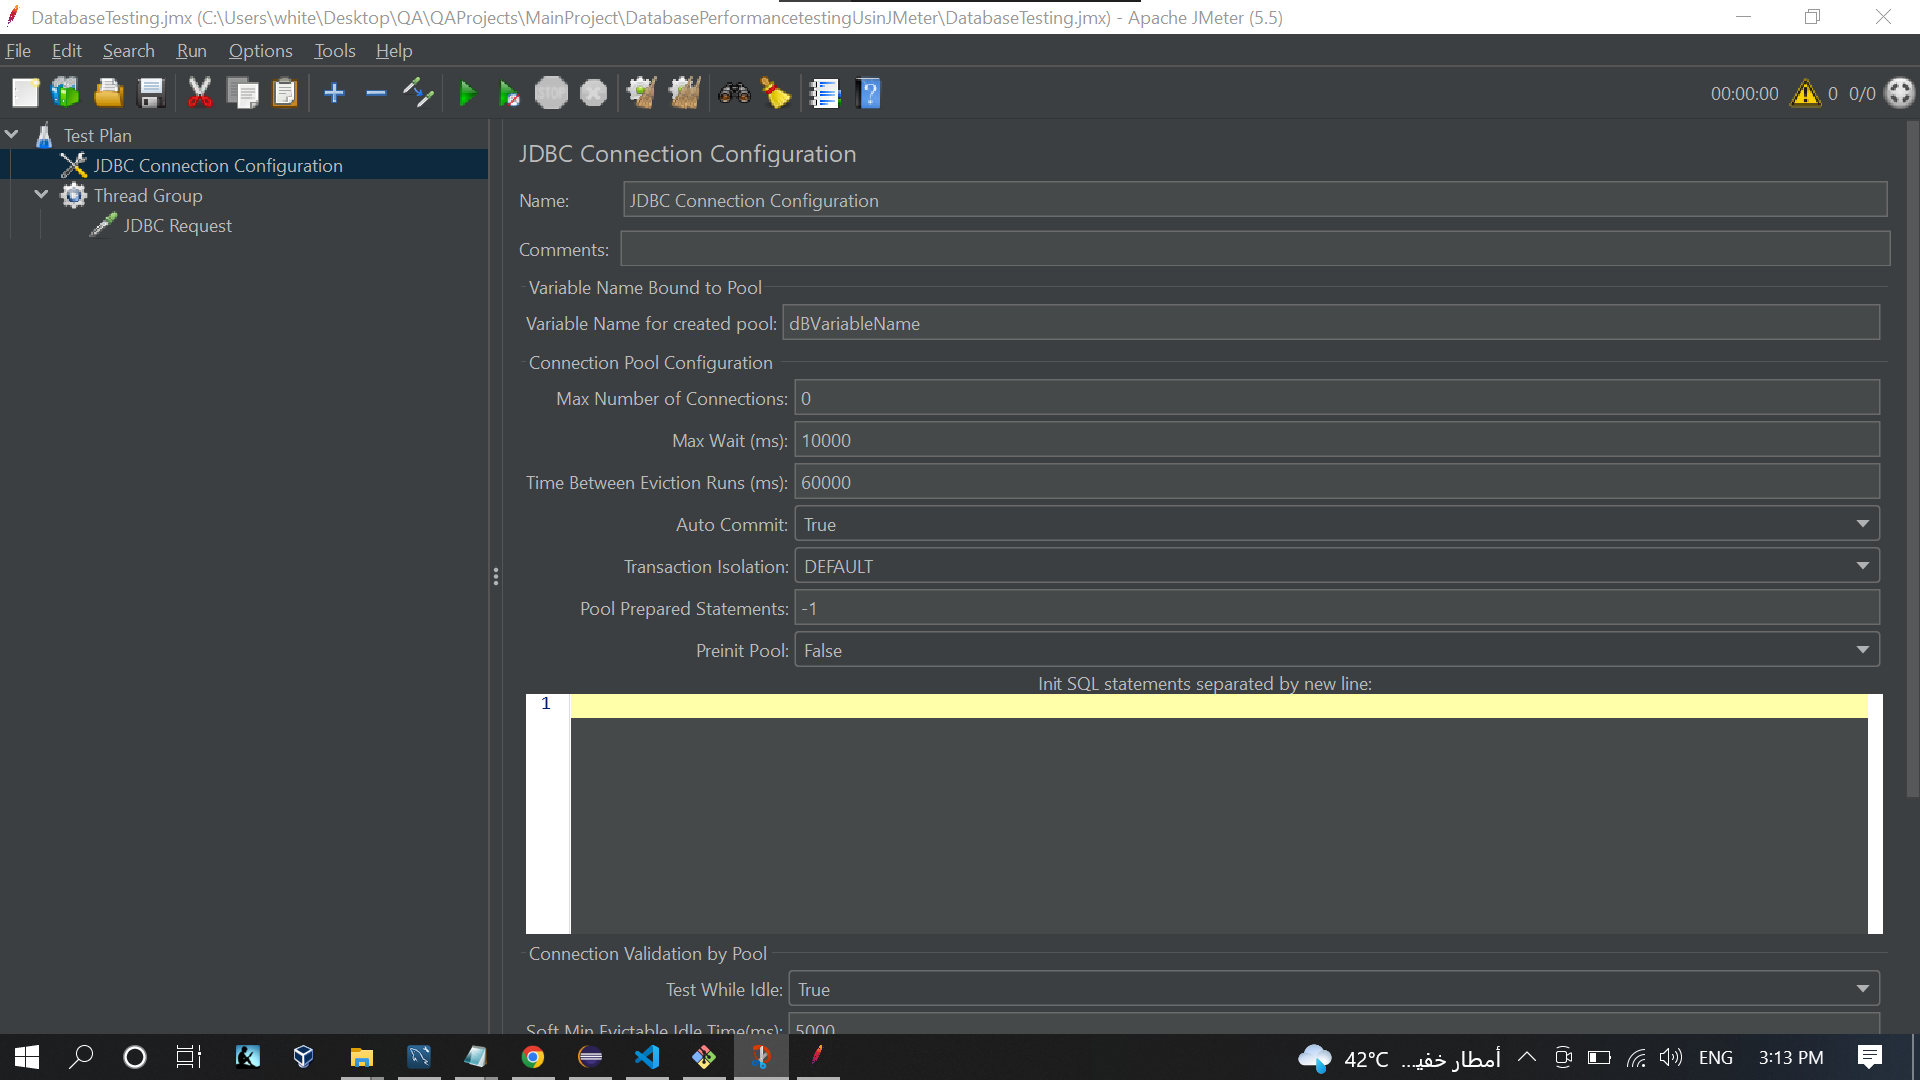 DatabaseTesting.jmx (C:\Users\white\Desktop\QA\QAProjects\MainProject\DatabasePerformancetestingUsinJMeter\DatabaseTesting.jmx) - Apache JMeter (5.5)
File Edit Search Run Options Tools Help
STOP
00:00:00 0 0/0
Test Plan
JDBC Connection Configuration
Thread Group
JDBC Request
JDBC Connection Configuration
Name: JDBC Connection Configuration
Comments:
Variable Name Bound to Pool
Variable Name for created pool: dBVariableName
Connection Pool Configuration
Max Number of Connections: 0
Max Wait (ms): 10000
Time Between Eviction Runs (ms): 60000
Auto Commit: True
Transaction Isolation: DEFAULT
Pool Prepared Statements: -1
Preinit Pool: False
Init SQL statements separated by new line:
1
Connection Validation by Pool
Test While Idle: True
Soft Min Evictable Idle Time(ms): 5000
42°C أمطار خفيـ... ENG 3:13 PM